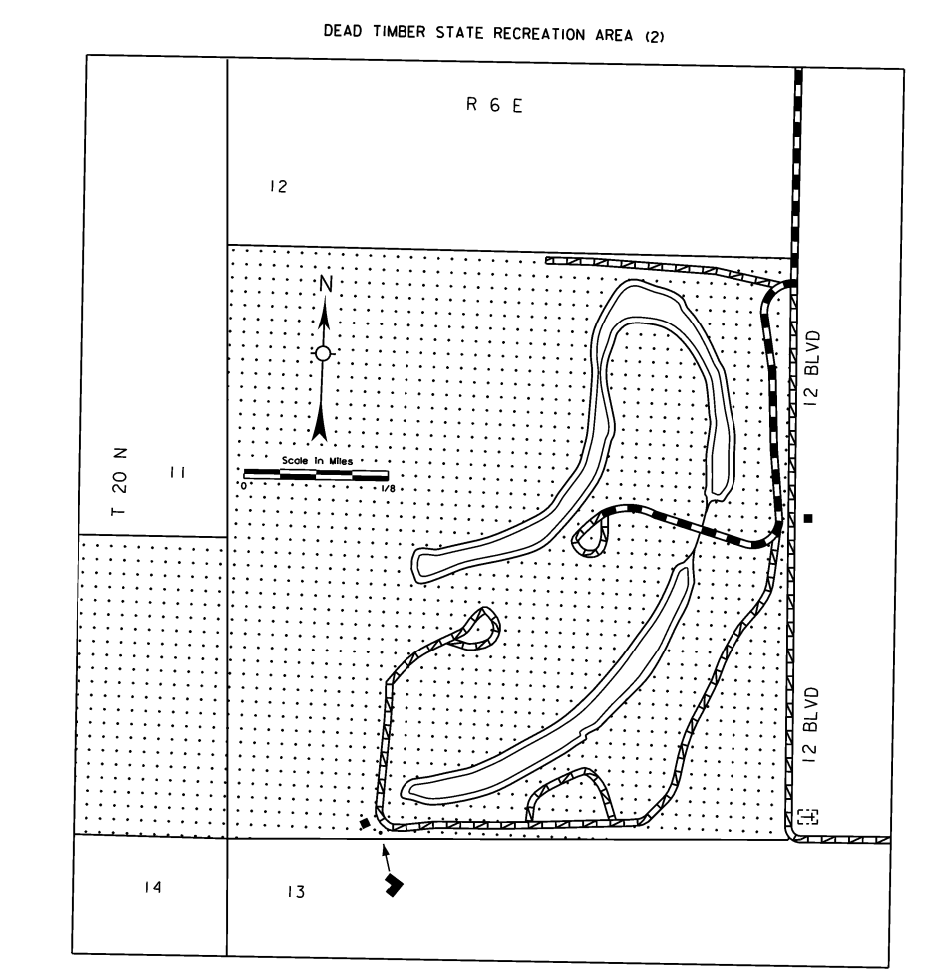 DEAD TIMBER STATE RECREATION AREA (2)
R 6 E
12
N
12 BLVD
T 20 N
11
Scale In Miles
0 1/8
12 BLVD
14
13